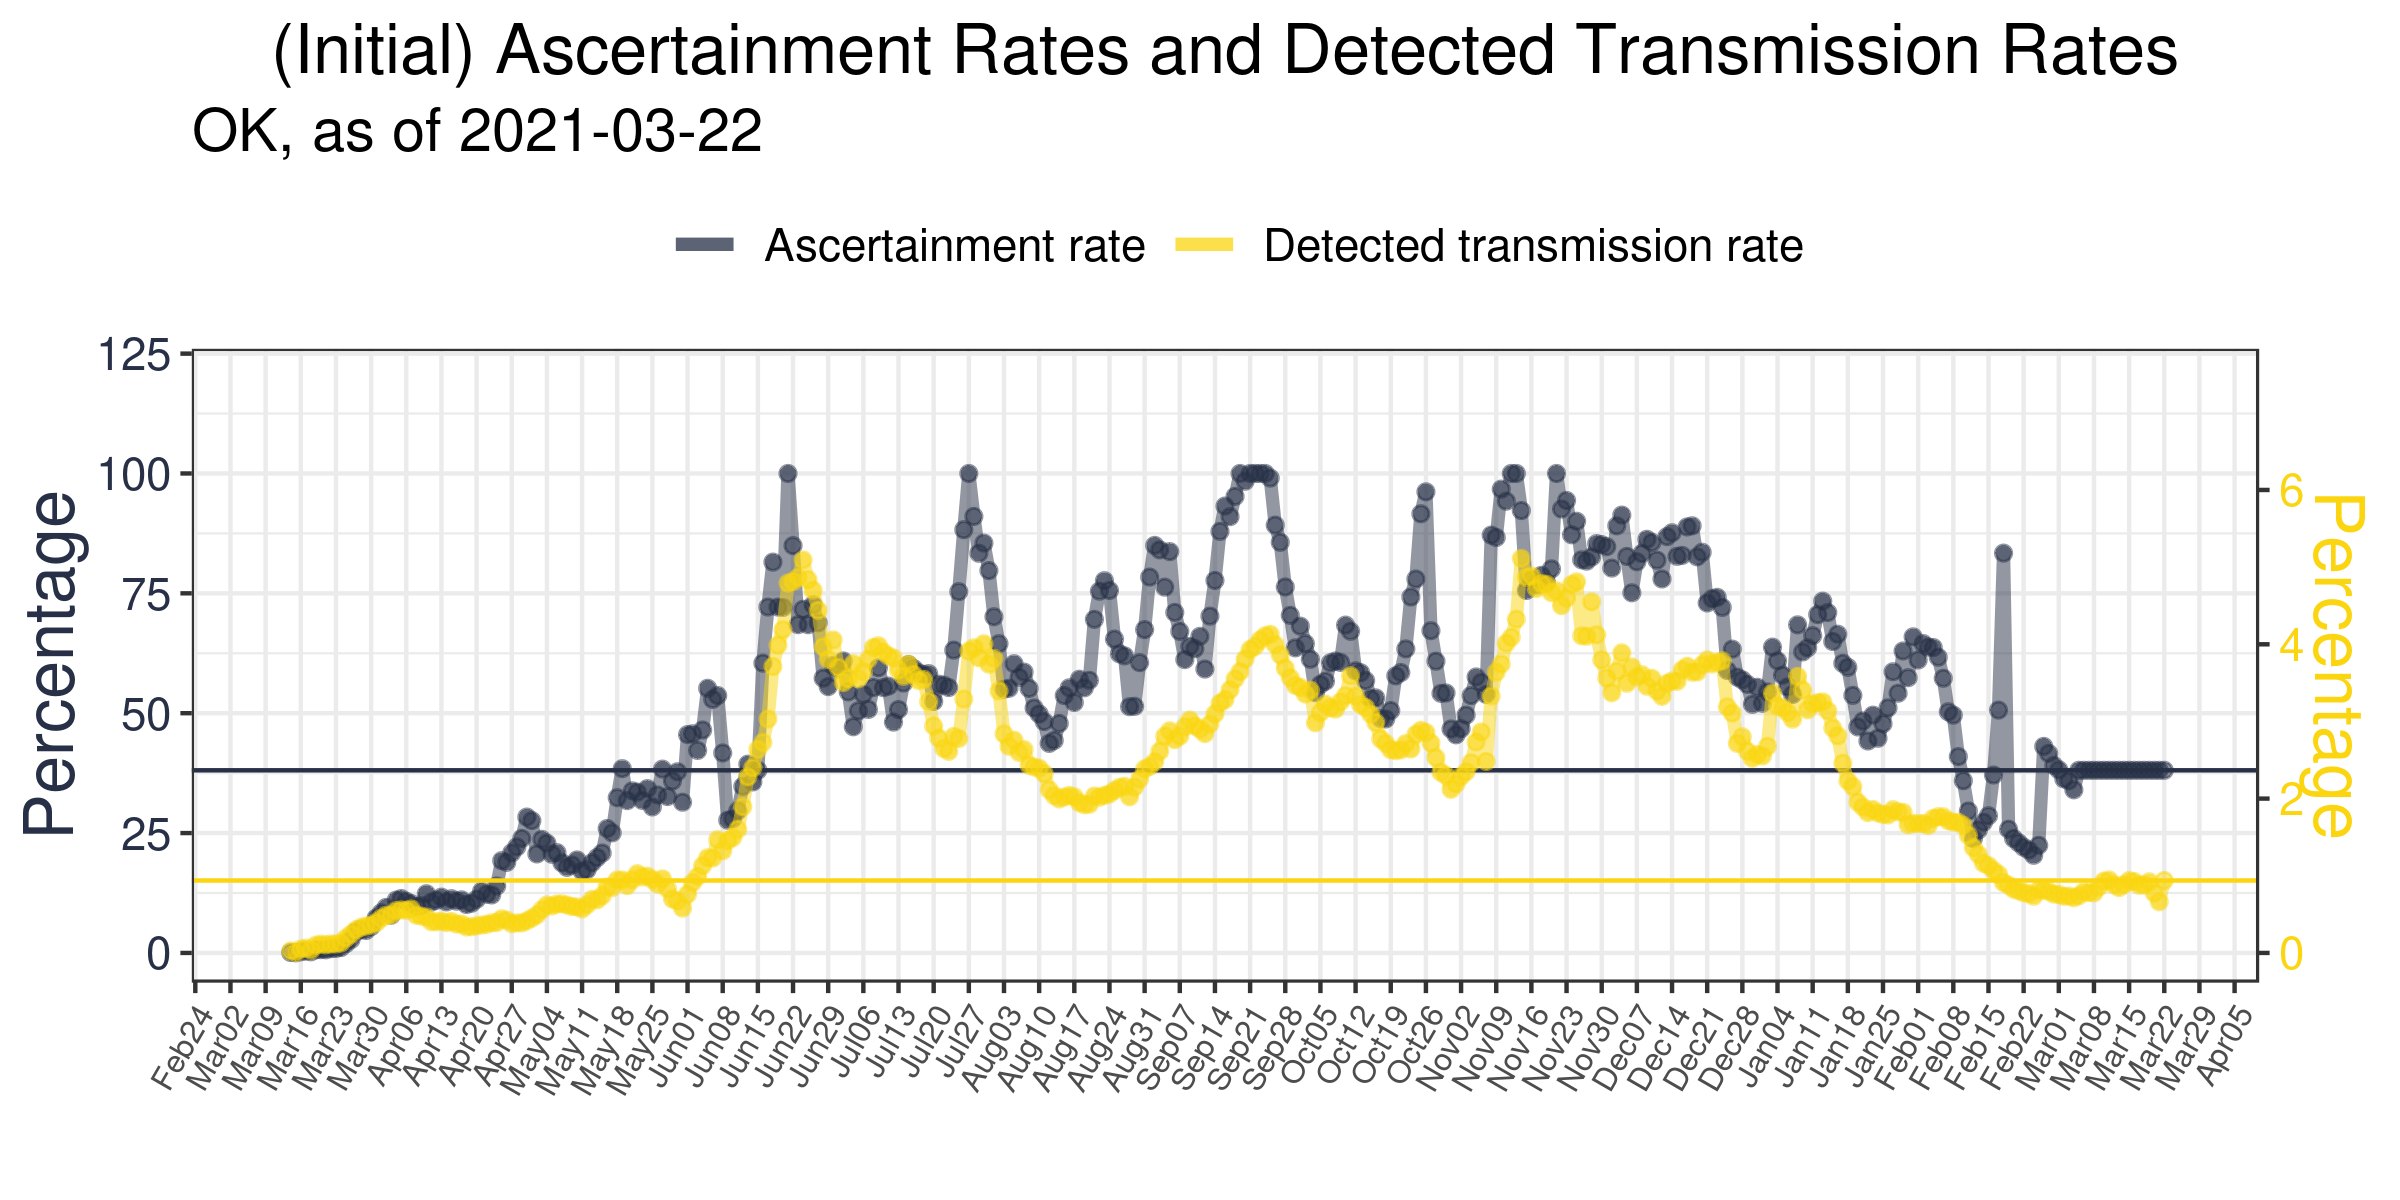 (Initial) Ascertainment Rates and Detected Transmission Rates
OK, as of 2021-03-22
Ascertainment rate Detected transmission rate
125
100
75
50
25
0
Percentage
6
4
2
0
Percentage
Feb24 Mar02 Mar09 Mar16 Mar23 Mar30 Apr06 Apr13 Apr20 Apr27 May04 May11 May18 May25 Jun01 Jun08 Jun15 Jun22 Jun29 Jul06 Jul13 Jul20 Jul27 Aug03 Aug10 Aug17 Aug24 Aug31 Sep07 Sep14 Sep21 Sep28 Oct05 Oct12 Oct19 Oct26 Nov02 Nov09 Nov16 Nov23 Nov30 Dec07 Dec14 Dec21 Dec28 Jan04 Jan11 Jan18 Jan25 Feb01 Feb08 Feb15 Feb22 Mar01 Mar08 Mar15 Mar22 Mar29 Apr05